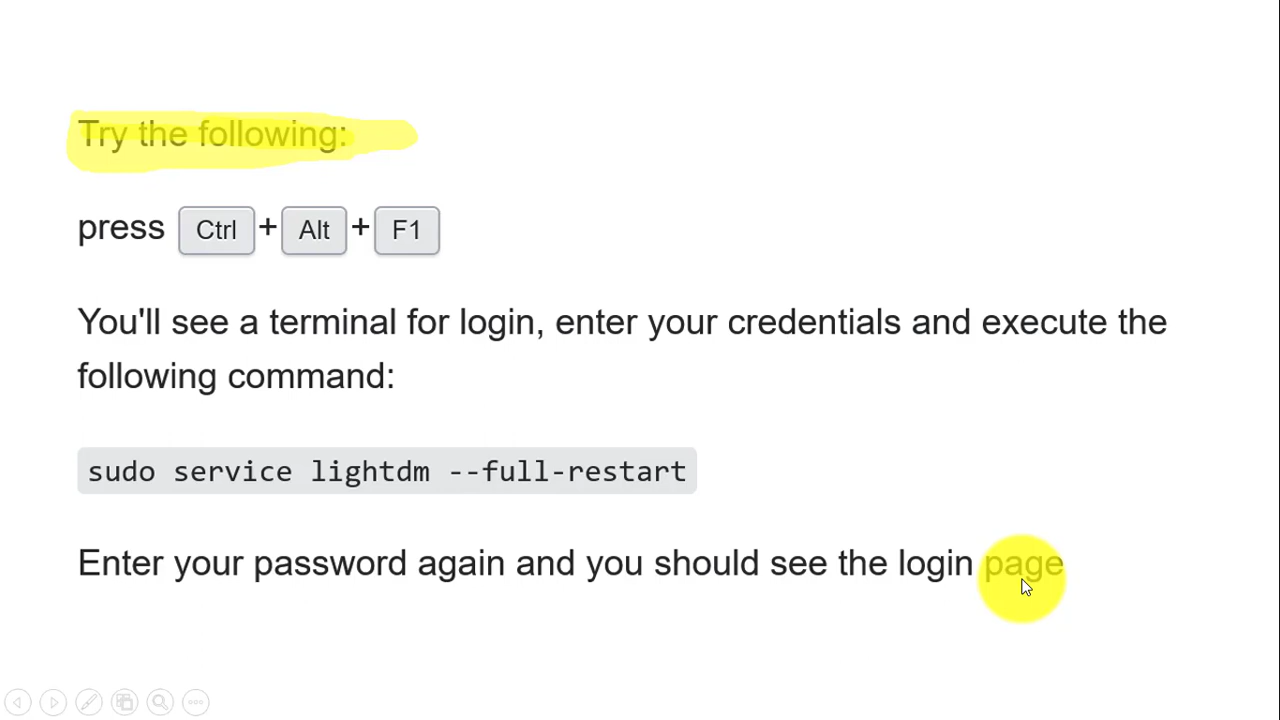 Try the following:
press Ctrl+Alt+F1
You'll see a terminal for login, enter your credentials and execute the
following command:
sudo service lightdm --full-restart
Enter your password again and you should see the login page